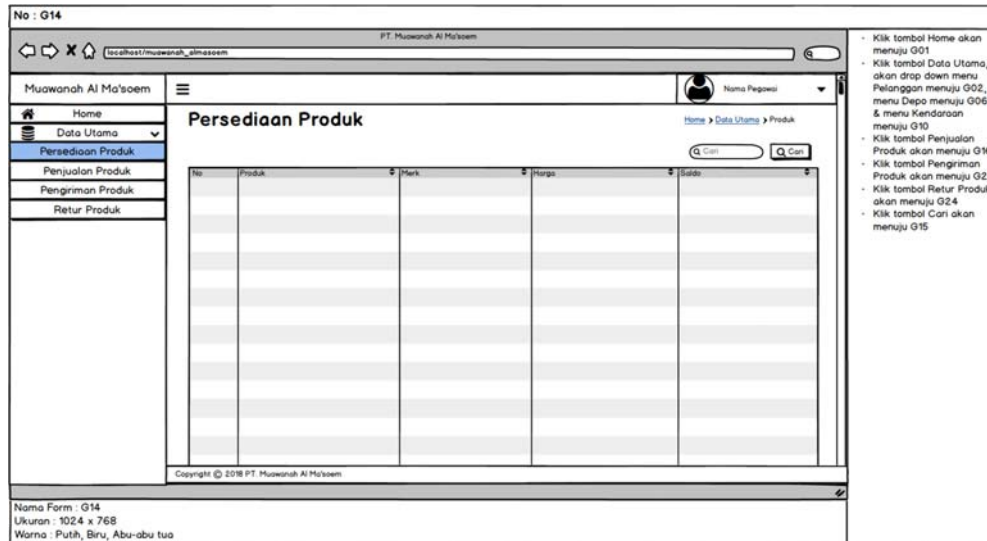 No : G14
PT. Muawanah Al Ma'soem
localhost/muawanah_almasoem
Muawanah Al Ma'soem
Nama Pegawai
Home
Data Utama
Persediaan Produk
Penjualan Produk
Pengiriman Produk
Retur Produk
Persediaan Produk
Home > Data Utama > Produk
Cari
Cari
No Produk Merk Harga Saldo
Copyright © 2018 PT. Muawanah Al Ma'soem
- Klik tombol Home akan
menuju G01
- Klik tombol Data Utama,
akan drop down menu
Pelanggan menuju G02,
menu Depo menuju G06
& menu Kendaraan
menuju G10
- Klik tombol Penjualan
Produk akan menuju
- Klik tombol Pengiriman
Produk akan menuju
- Klik tombol Retur Produk
akan menuju G24
- Klik tombol Cari akan
menuju G15
Nama Form : G14
Ukuran : 1024 x 768
Warna : Putih, Biru, Abu-abu tua